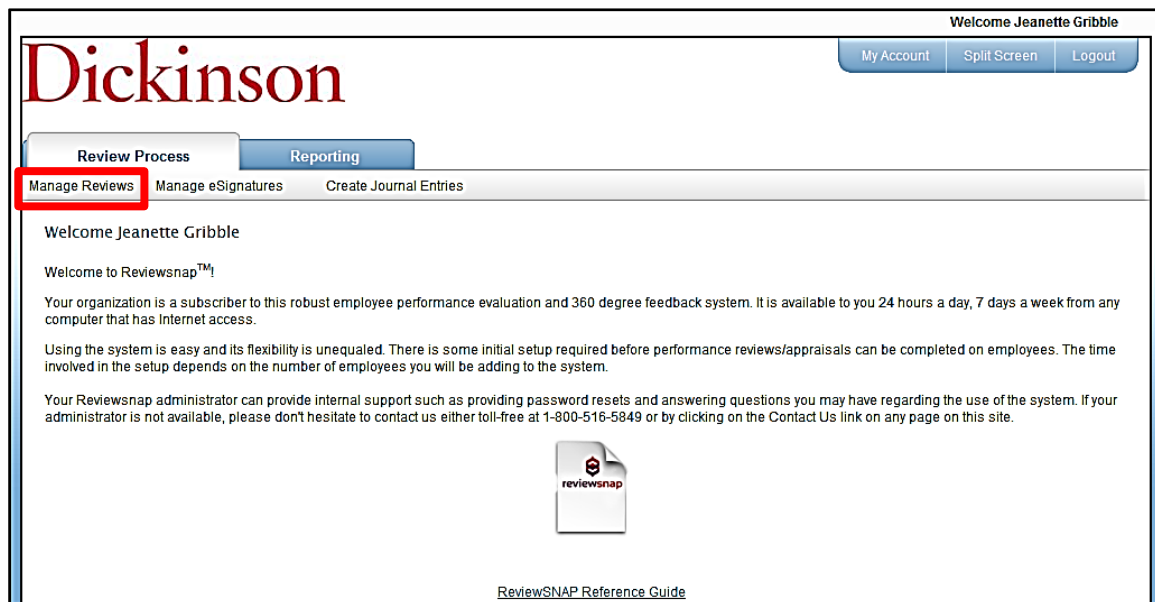 Welcome Jeanette Gribble
Dickinson
My Account Split Screen Logout
Review Process Reporting
Manage Reviews Manage eSignatures Create Journal Entries
Welcome Jeanette Gribble
Welcome to Reviewsnap™!
Your organization is a subscriber to this robust employee performance evaluation and 360 degree feedback system. It is available to you 24 hours a day, 7 days a week from any
computer that has Internet access.
Using the system is easy and its flexibility is unequaled. There is some initial setup required before performance reviews/appraisals can be completed on employees. The time
involved in the setup depends on the number of employees you will be adding to the system.
Your Reviewsnap administrator can provide internal support such as providing password resets and answering questions you may have regarding the use of the system. If your
administrator is not available, please don't hesitate to contact us either toll-free at 1-800-516-5849 or by clicking on the Contact Us link on any page on this site.
reviewsnap
ReviewSNAP Reference Guide